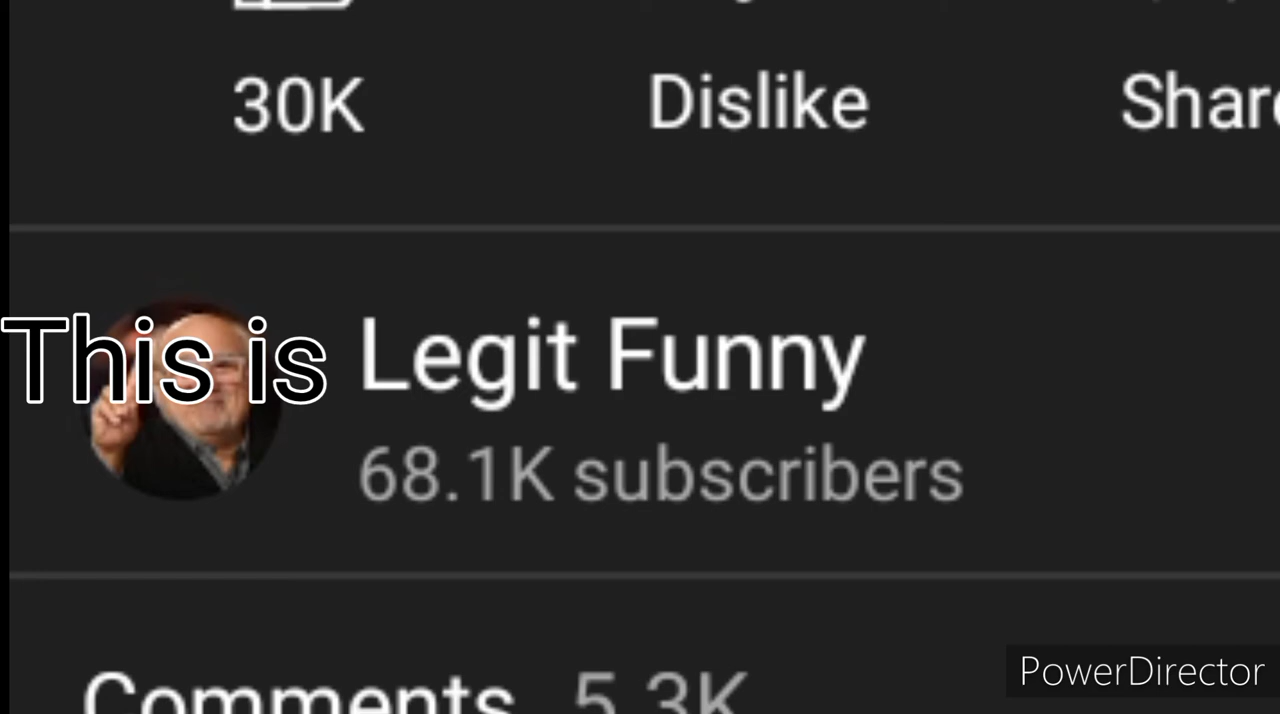 30K Dislike Share
This is Legit Funny
68.1K subscribers
Comments 5.3K
PowerDirector